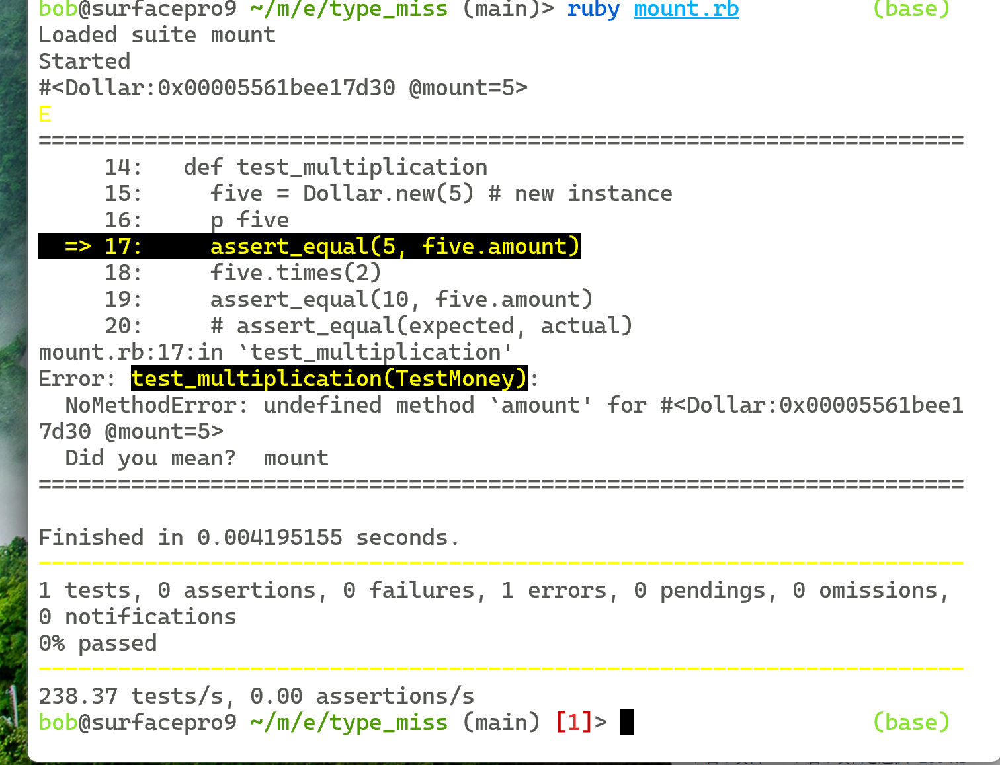 bob@surfacepro9 ~/m/e/type_miss (main)> ruby mount.rb (base)
Loaded suite mount
Started
#<Dollar:0x00005561bee17d30 @mount=5>
E
======================================================================
     14:   def test_multiplication
     15:     five = Dollar.new(5) # new instance
     16:     p five
  => 17:     assert_equal(5, five.amount)
     18:     five.times(2)
     19:     assert_equal(10, five.amount)
     20:     # assert_equal(expected, actual)
mount.rb:17:in `test_multiplication'
Error: test_multiplication(TestMoney):
  NoMethodError: undefined method `amount' for #<Dollar:0x00005561bee1
7d30 @mount=5>
  Did you mean?  mount
======================================================================
Finished in 0.004195155 seconds.
----------------------------------------------------------------------
1 tests, 0 assertions, 0 failures, 1 errors, 0 pendings, 0 omissions,
0 notifications
0% passed
----------------------------------------------------------------------
238.37 tests/s, 0.00 assertions/s
bob@surfacepro9 ~/m/e/type_miss (main) [1]> (base)